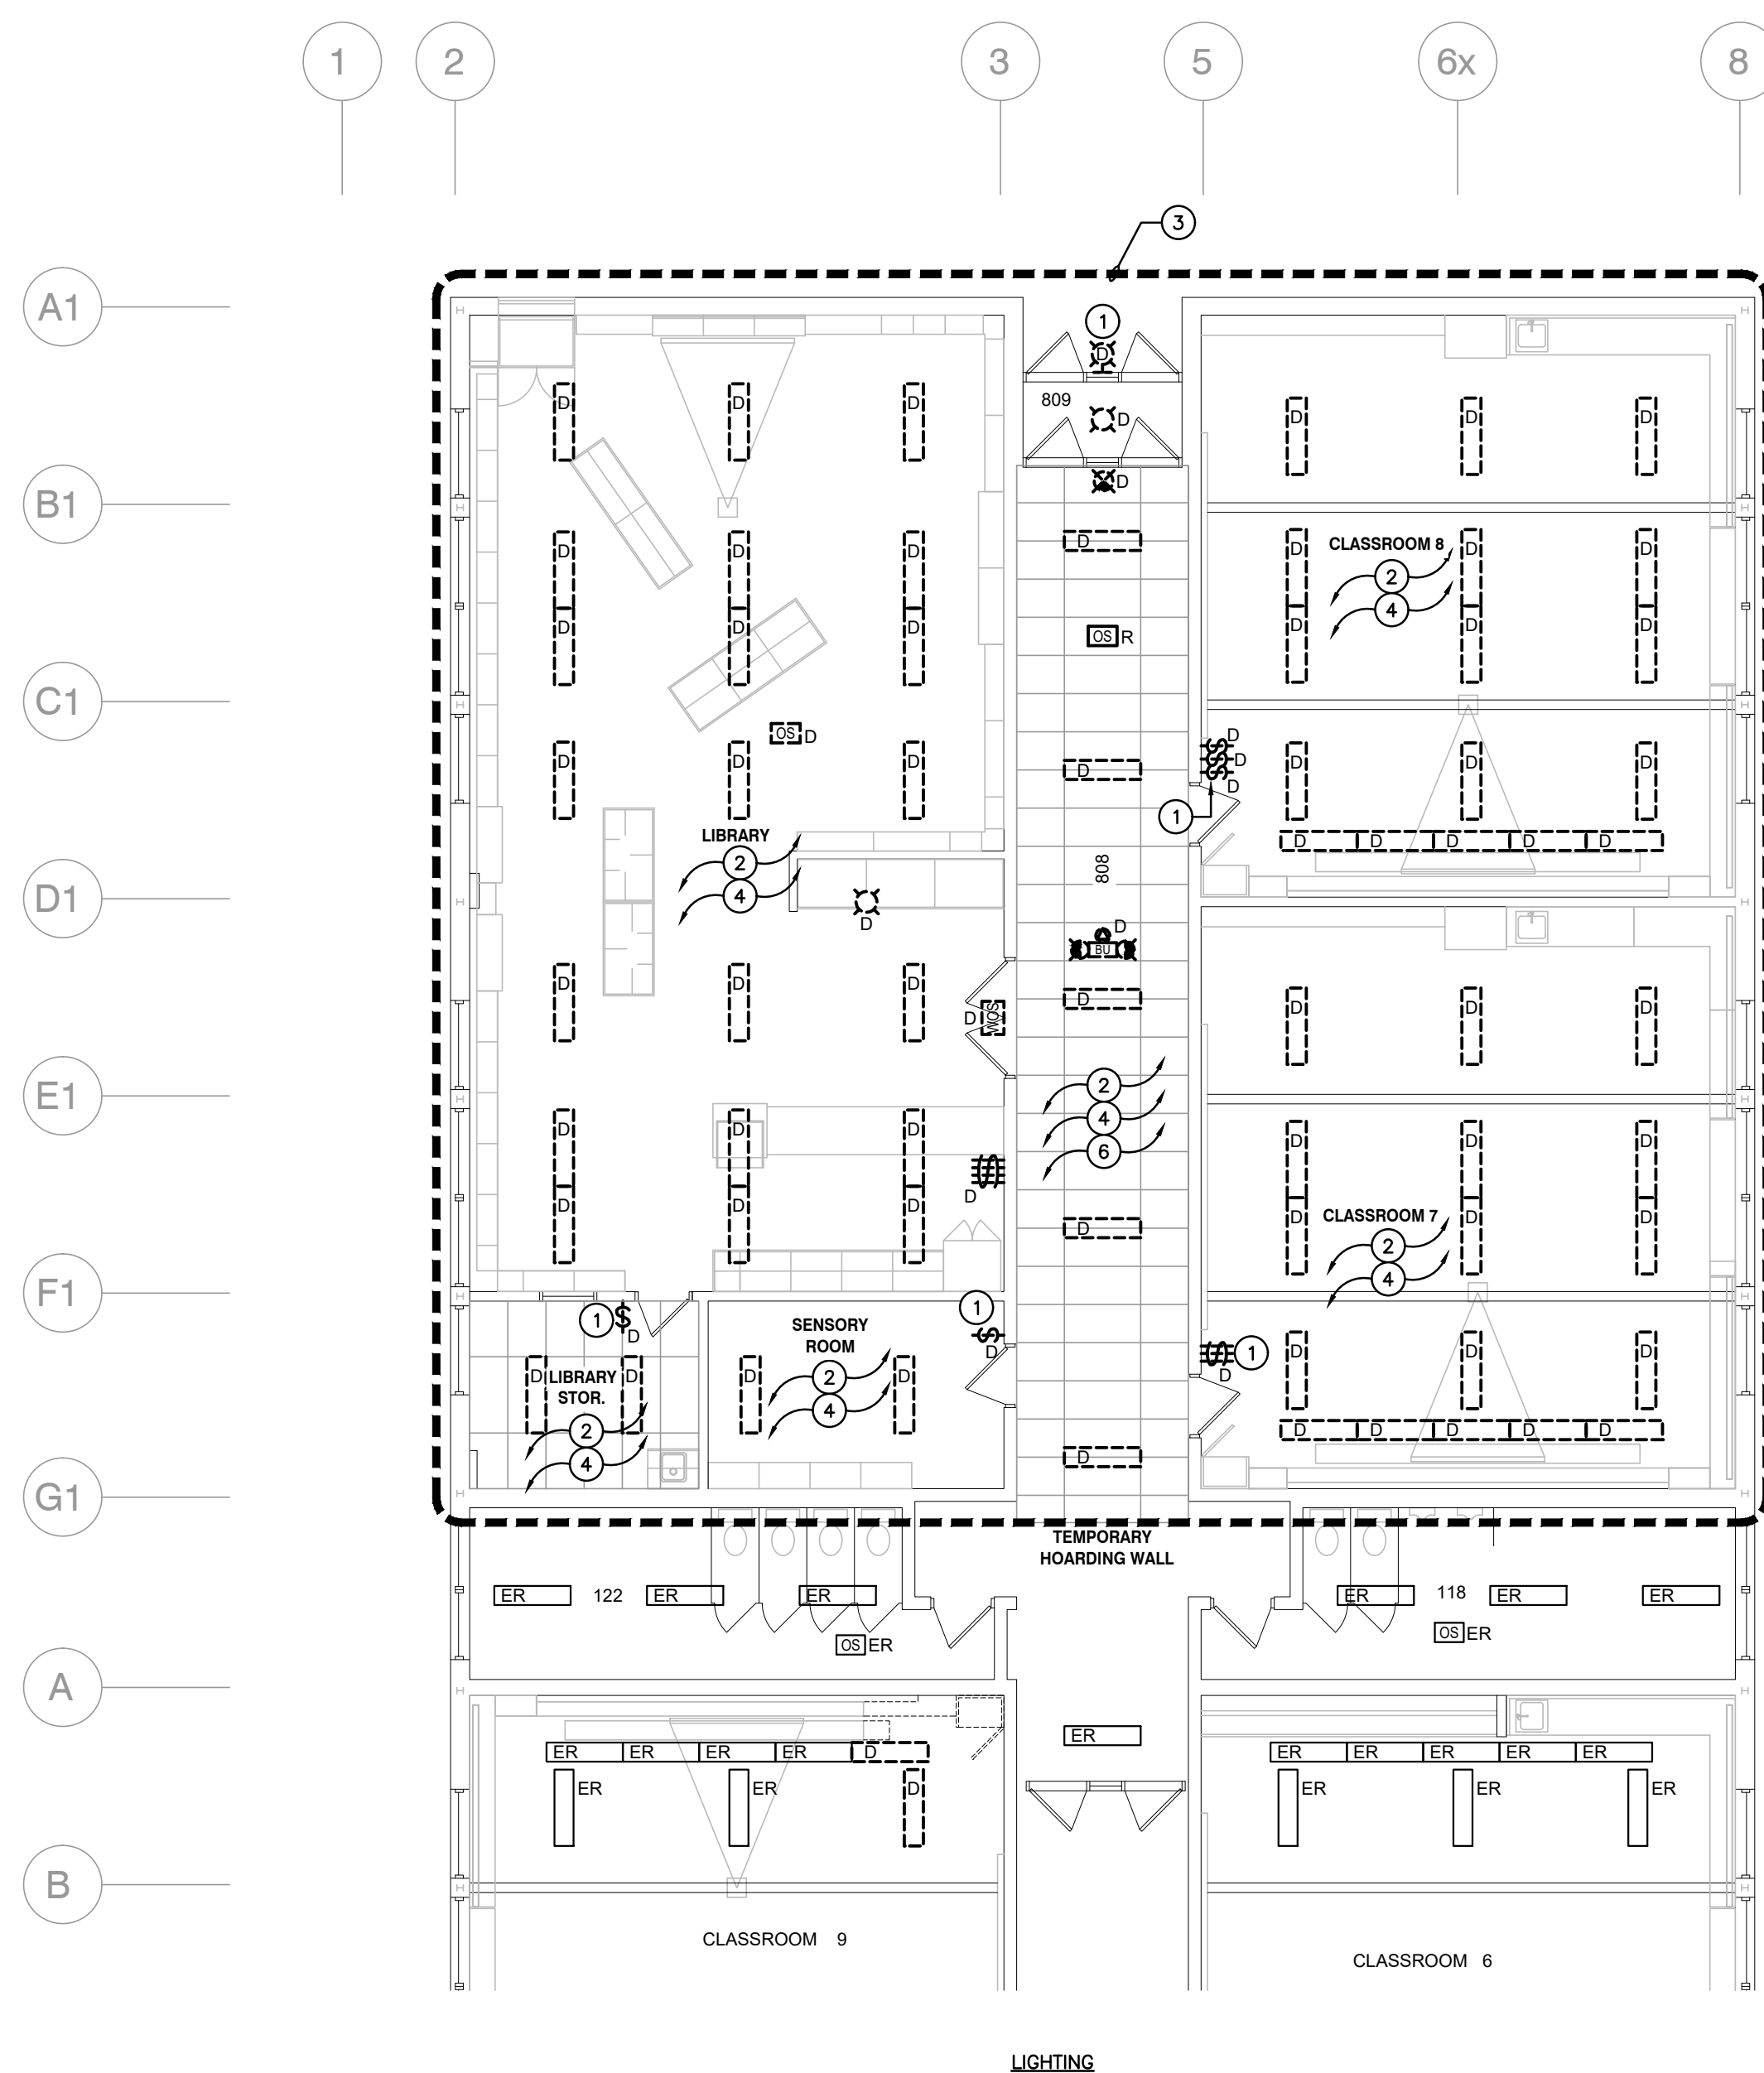 1 2 3 5 6x 8
3
A1
1
D
809
D D D D D D D
B1
D
D
CLASSROOM 8
D D D D D D
2
4
D D D D D D
OS R
C1
OS D
D
D
D
D D D D D D D
1
LIBRARY
2
4
D D D D D
808
D1
D
D
BU
D D D D D D D
D WOS
E1
2
4
6
D D D D D D
D
D D D D D D
D
CLASSROOM 7
2
4
F1
1 D
1 D
SENSORY
ROOM
1 D
D D D
LIBRARY
STOR.
D D D D
2
4
2
4
D D D D D
D
G1
TEMPORARY
HOARDING WALL
ER 122 ER ER
ER 118 ER ER
OS ER
OS ER
A
ER
ER ER ER ER D
ER ER ER ER ER
ER ER D
ER ER ER
B
CLASSROOM 9
CLASSROOM 6
LIGHTING